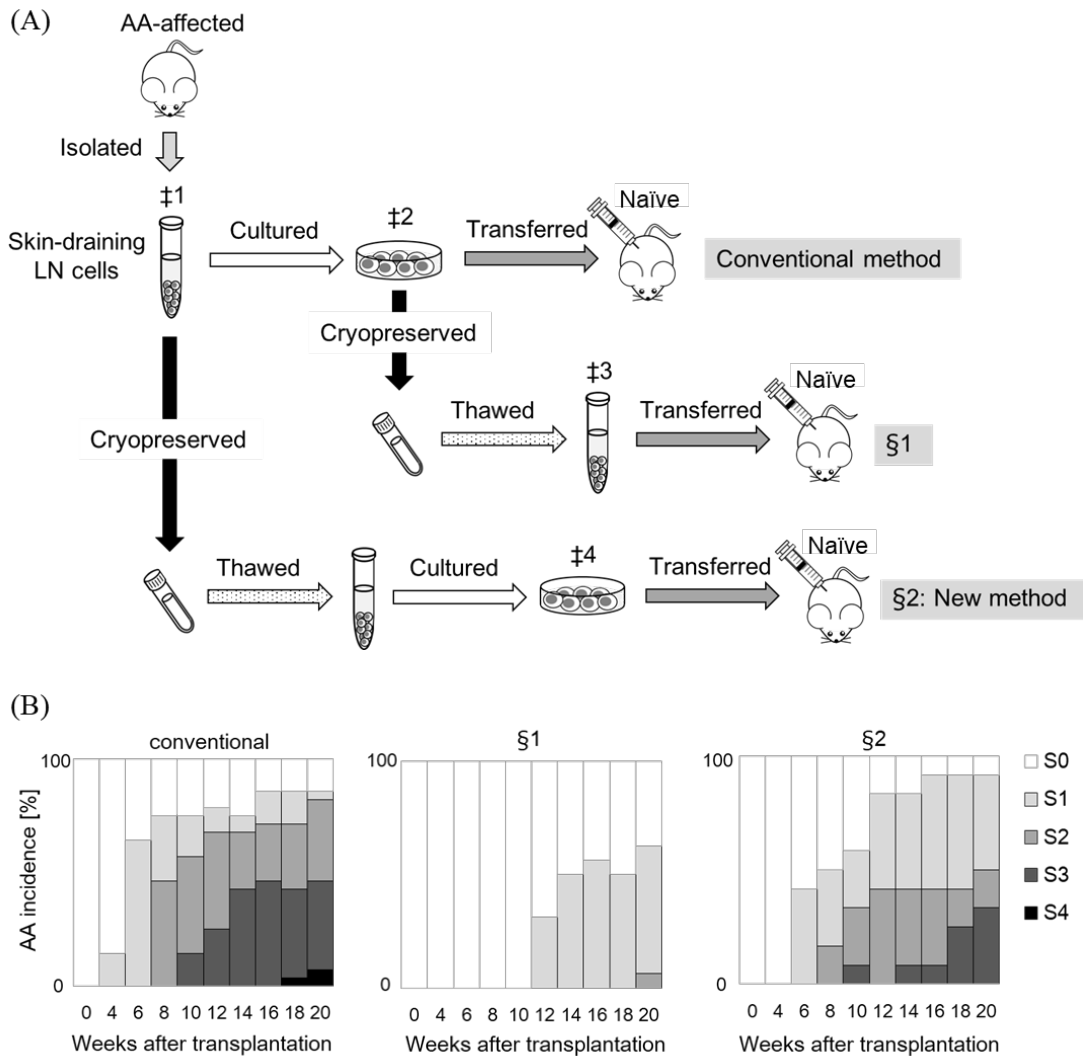 (A)
AA-affected
Isolated
‡1
Skin-draining
LN cells
Cultured
‡2
Transferred
Naïve
Conventional method
Cryopreserved
‡3
Thawed
Transferred
Naïve
§1
Cryopreserved
Thawed
Cultured
‡4
Transferred
Naïve
§2: New method
(B)
conventional
§1
§2
AA incidence [%]
100
0
0 4 6 8 10 12 14 16 18 20
Weeks after transplantation
100
0
0 4 6 8 10 12 14 16 18 20
Weeks after transplantation
100
0
0 4 6 8 10 12 14 16 18 20
Weeks after transplantation
S0
S1
S2
S3
S4